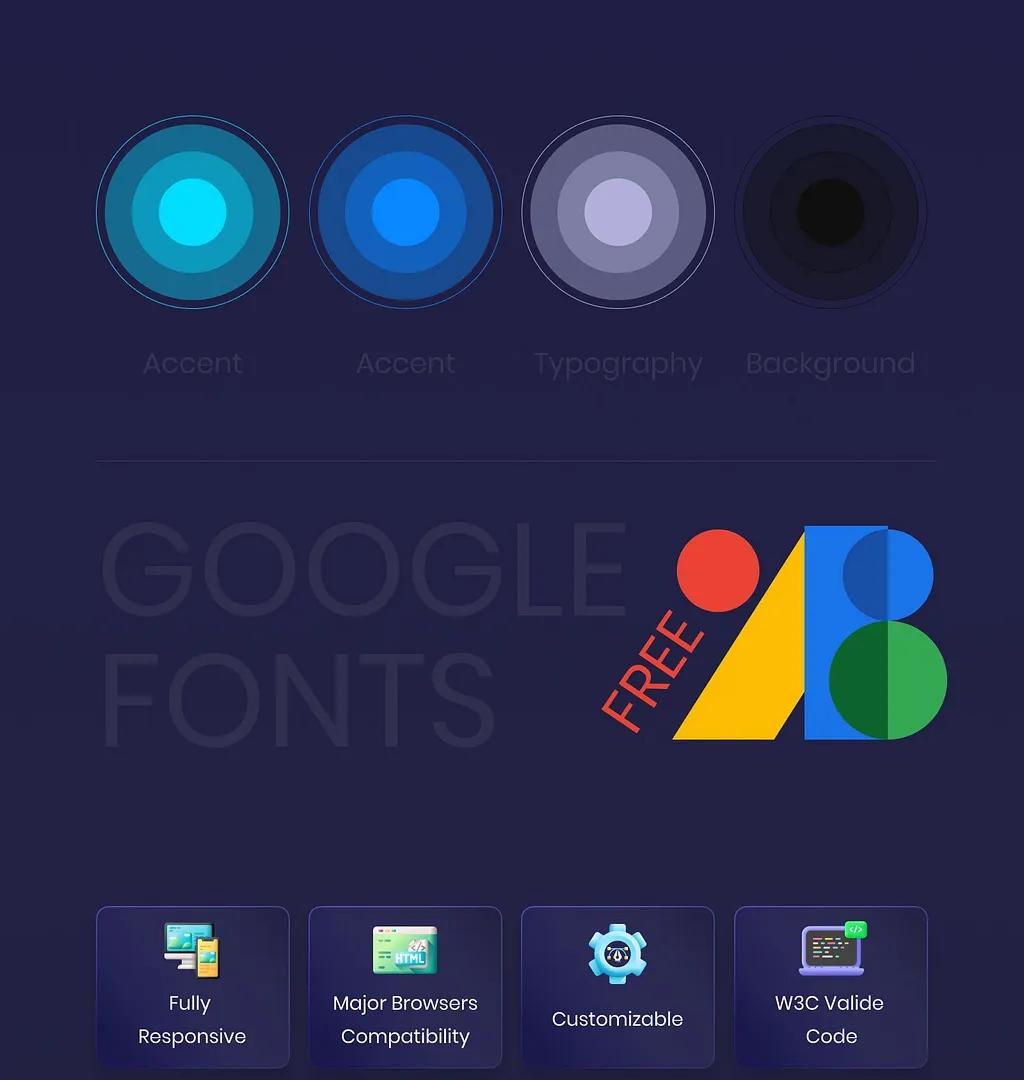 Accent Accent Typography Background
GOOGLE
FONTS
FREE
Fully
Responsive
</> HTML
Major Browsers
Compatibility
Customizable
</>
W3C Valide
Code